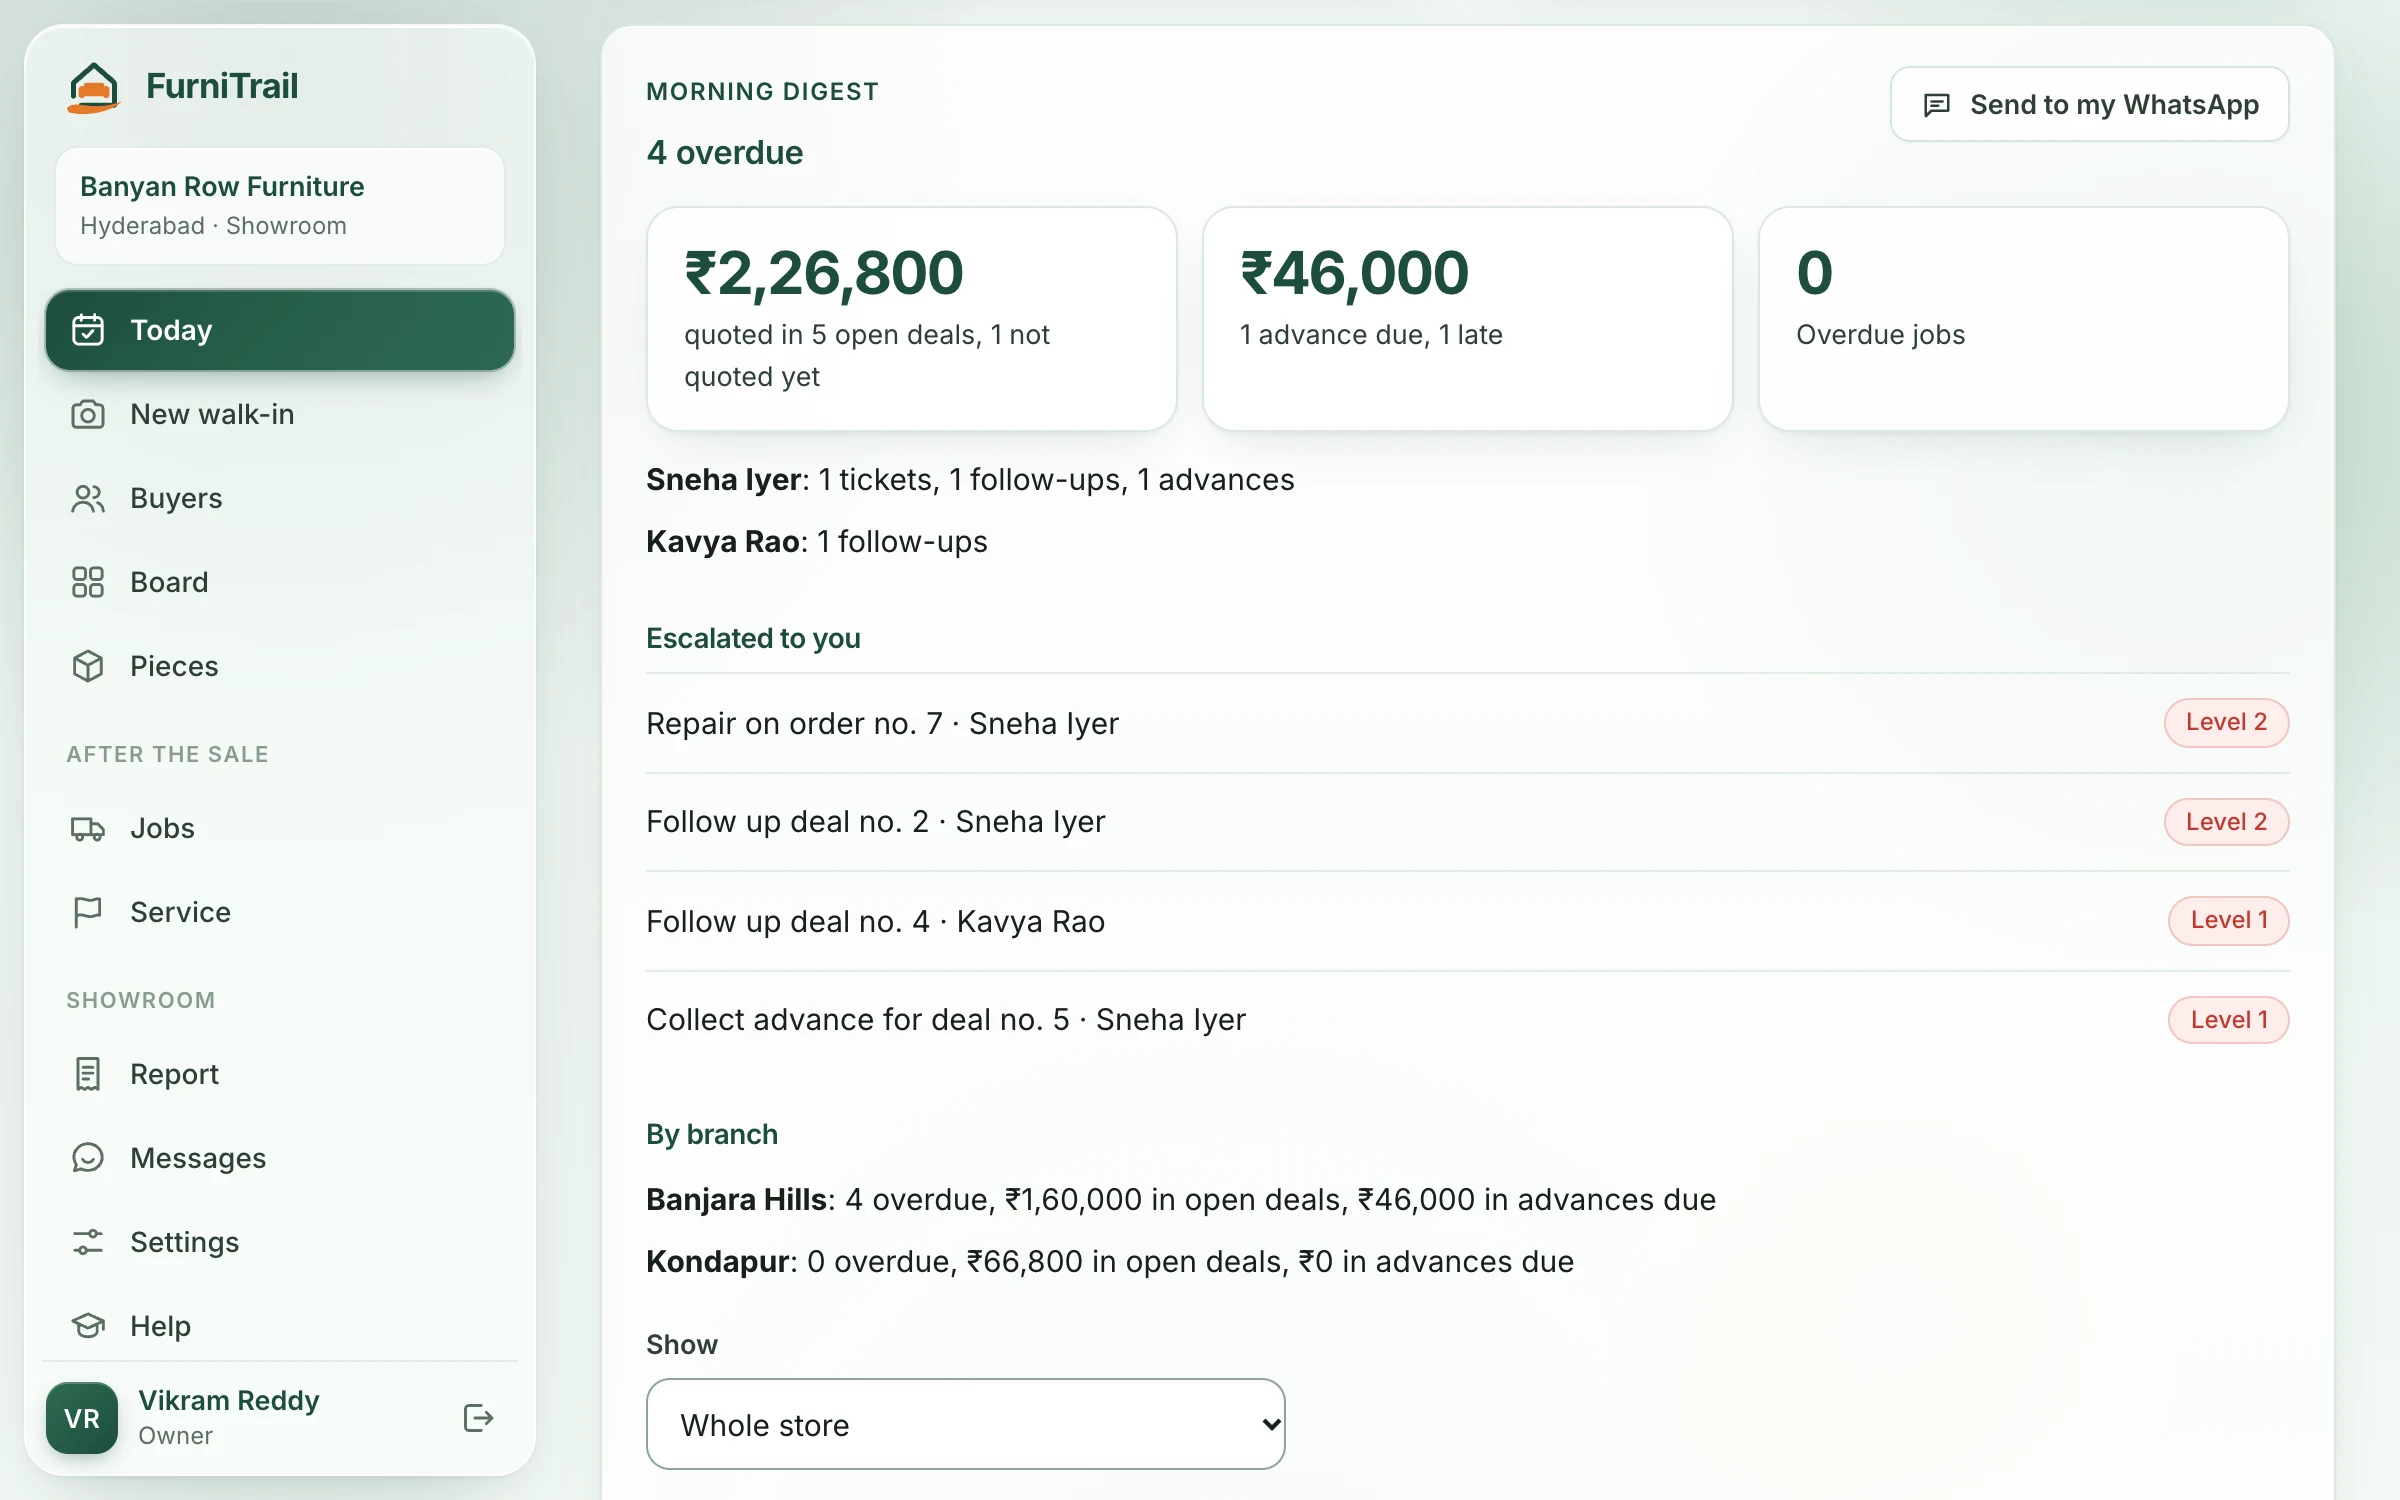 FurniTrail
Banyan Row Furniture
Hyderabad · Showroom
Today
New walk-in
Buyers
Board
Pieces
AFTER THE SALE
Jobs
Service
SHOWROOM
Report
Messages
Settings
Help
VR
Vikram Reddy
Owner
MORNING DIGEST
4 overdue
Send to my WhatsApp
₹2,26,800
quoted in 5 open deals, 1 not
quoted yet
₹46,000
1 advance due, 1 late
0
Overdue jobs
Sneha Iyer: 1 tickets, 1 follow-ups, 1 advances
Kavya Rao: 1 follow-ups
Escalated to you
Repair on order no. 7 · Sneha Iyer
Level 2
Follow up deal no. 2 · Sneha Iyer
Level 2
Follow up deal no. 4 · Kavya Rao
Level 1
Collect advance for deal no. 5 · Sneha Iyer
Level 1
By branch
Banjara Hills: 4 overdue, ₹1,60,000 in open deals, ₹46,000 in advances due
Kondapur: 0 overdue, ₹66,800 in open deals, ₹0 in advances due
Show
Whole store